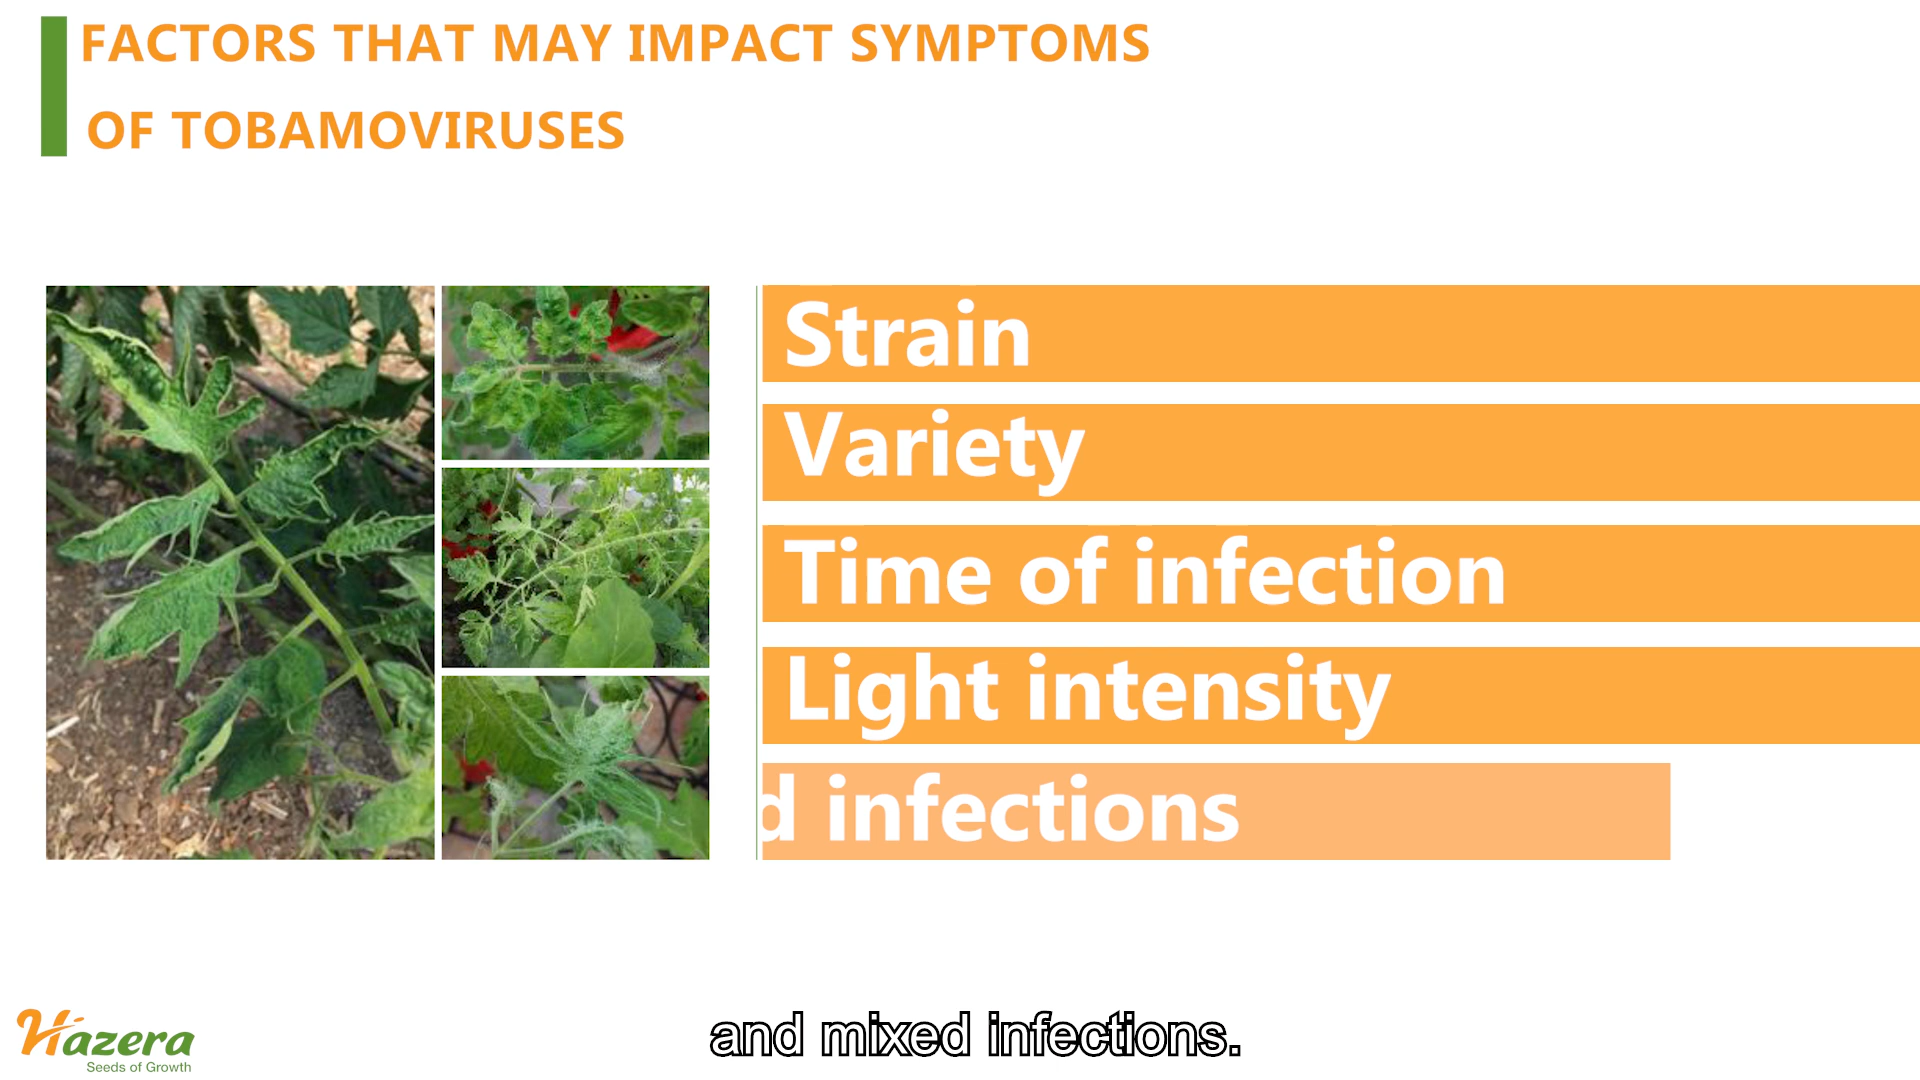 FACTORS THAT MAY IMPACT SYMPTOMS
OF TOBAMOVIRUSES
Strain
Variety
Time of infection
Light intensity
d infections
and mixed infections.
Hazera
Seeds of Growth